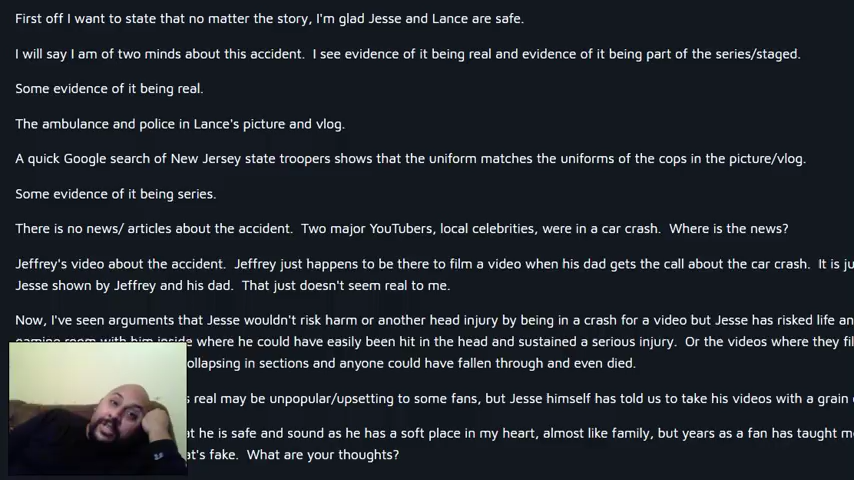 First off I want to state that no matter the story, I'm glad Jesse and Lance are safe.
I will say I am of two minds about this accident.  I see evidence of it being real and evidence of it being part of the series/staged.
Some evidence of it being real.
The ambulance and police in Lance's picture and vlog.
A quick Google search of New Jersey state troopers shows that the uniform matches the uniforms of the cops in the picture/vlog.
Some evidence of it being series.
There is no news/ articles about the accident.  Two major YouTubers, local celebrities, were in a car crash.  Where is the news?
Jeffrey's video about the accident.  Jeffrey just happens to be there to film a video when his dad gets the call about the car crash.  It is
Jesse shown by Jeffrey and his dad.  That just doesn't seem real to me.
Now, I've seen arguments that Jesse wouldn't risk harm or another head injury by being in a crash for a video but Jesse has risked life
where he could have easily been hit in the head and sustained a serious injury.  Or the videos where they
collapsing in sections and anyone could have fallen through and even died.
real may be unpopular/upsetting to some fans, but Jesse himself has told us to take his videos with a grain
he is safe and sound as he has a soft place in my heart, almost like family, but years as a fan has taught
fake.  What are your thoughts?